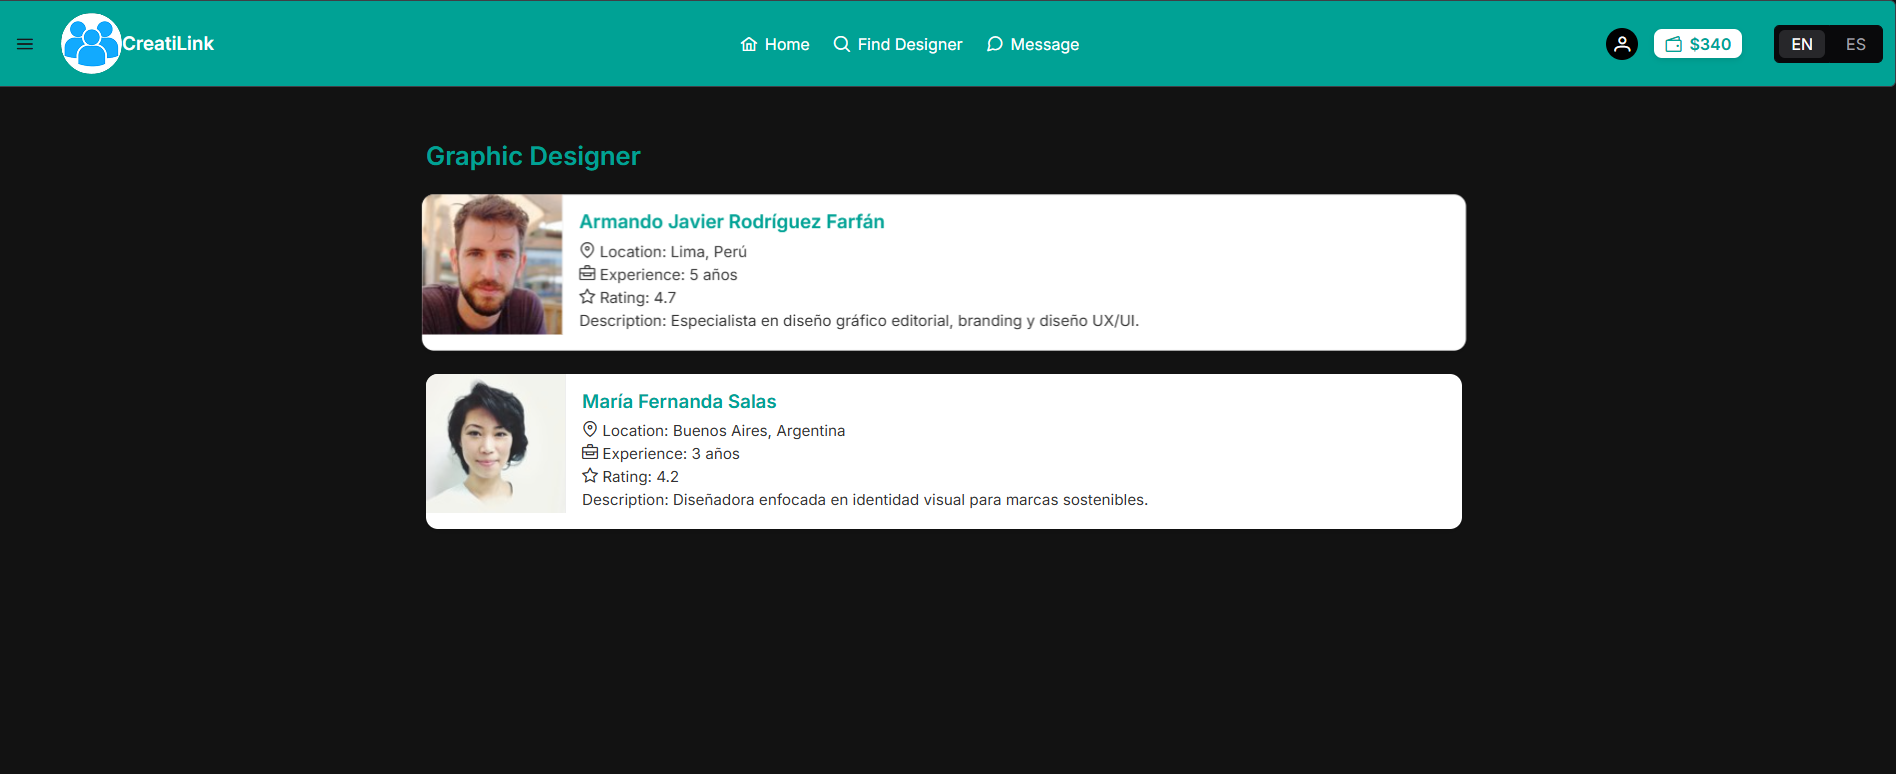 CreatiLink
Home
Find Designer
Message
$340
EN
ES
Graphic Designer
Armando Javier Rodríguez Farfán
Location: Lima, Perú
Experience: 5 años
Rating: 4.7
Description: Especialista en diseño gráfico editorial, branding y diseño UX/UI.
María Fernanda Salas
Location: Buenos Aires, Argentina
Experience: 3 años
Rating: 4.2
Description: Diseñadora enfocada en identidad visual para marcas sostenibles.